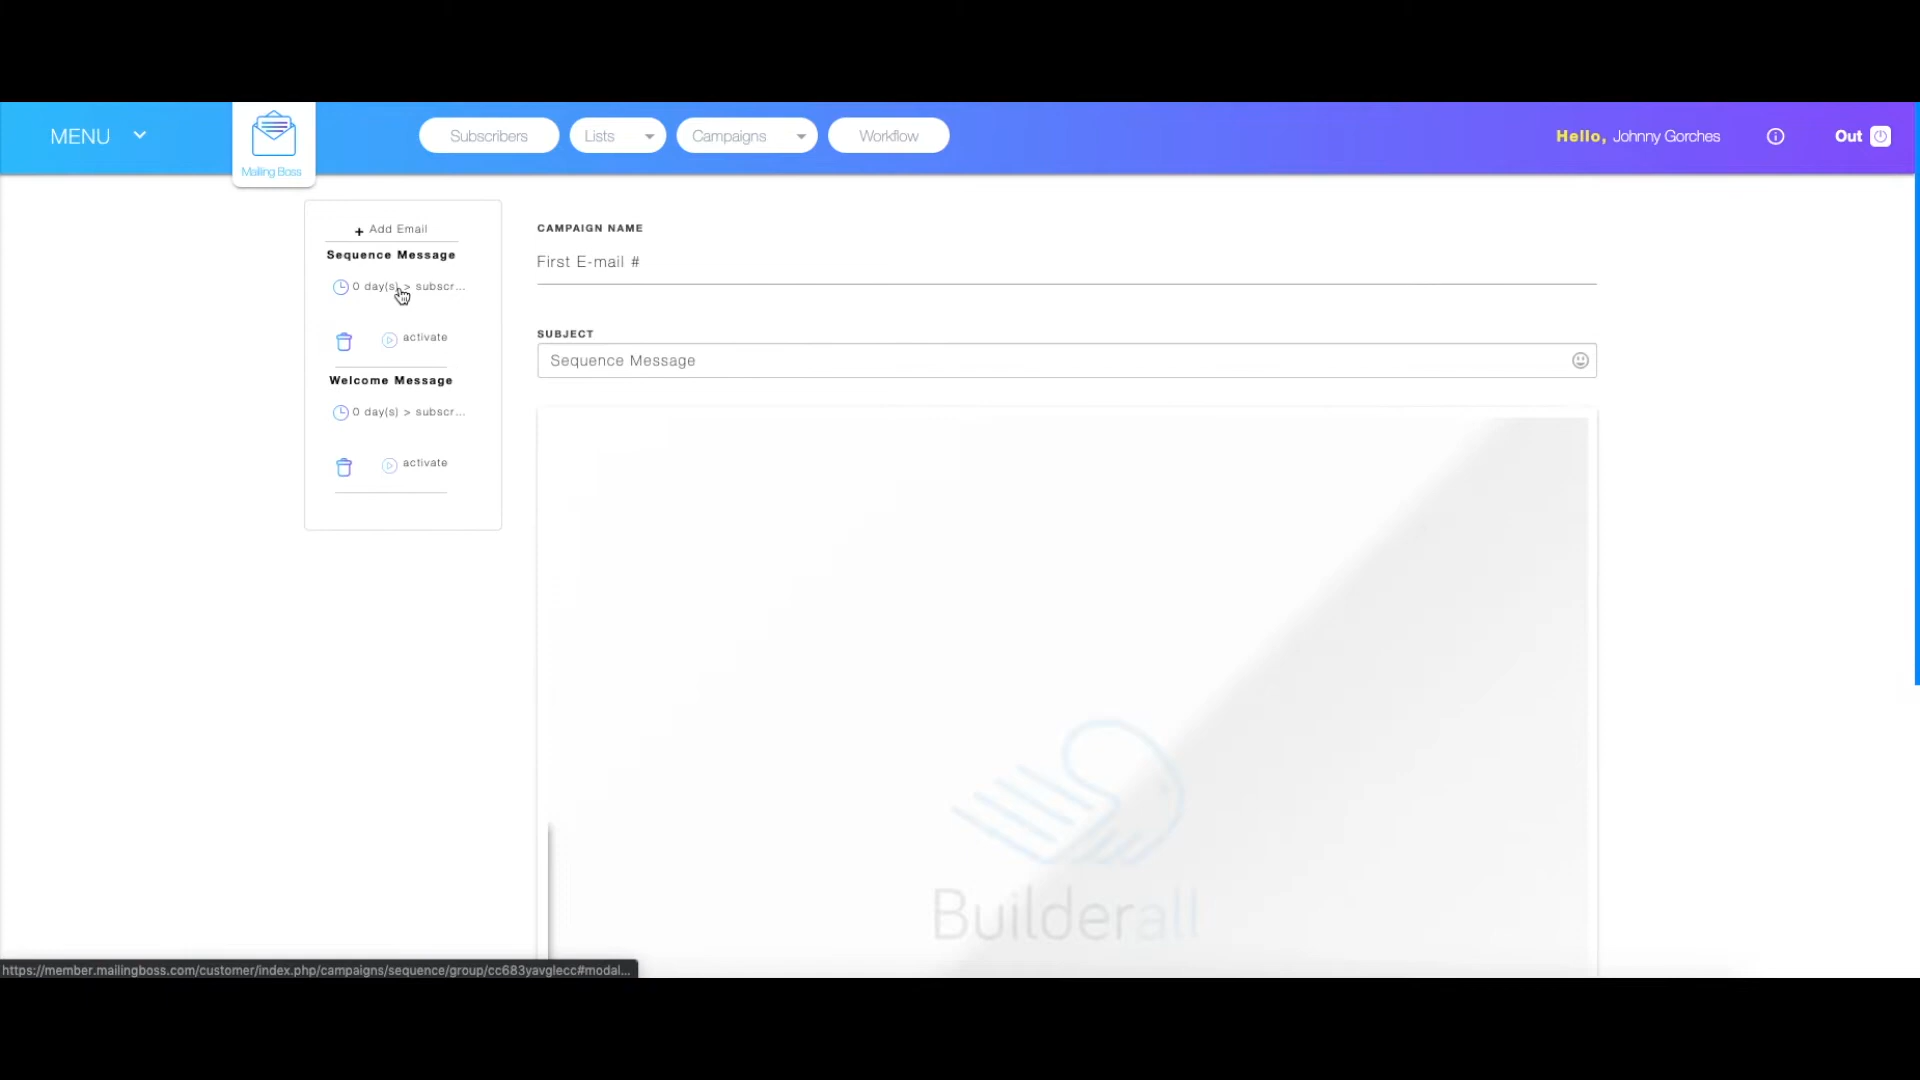 MENU
Mailing Boss
Subscribers
Lists
Campaigns
Workflow
Hello, Johnny Gorches
Out
+ Add Email
Sequence Message
0 day(s) > subscr...
activate
Welcome Message
0 day(s) > subscr...
activate
CAMPAIGN NAME
First E-mail #
SUBJECT
Sequence Message
Builderall
https://member.mailingboss.com/customer/index.php/campaigns/sequence/group/cc683yavglecc#modal...